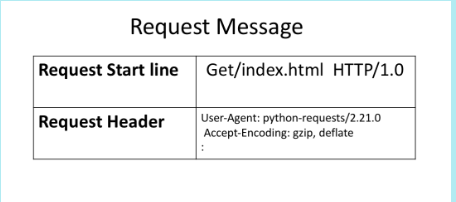 Request Message
Request Start line
Get/index.html HTTP/1.0
Request Header
User-Agent: python-requests/2.21.0
Accept-Encoding: gzip, deflate
: